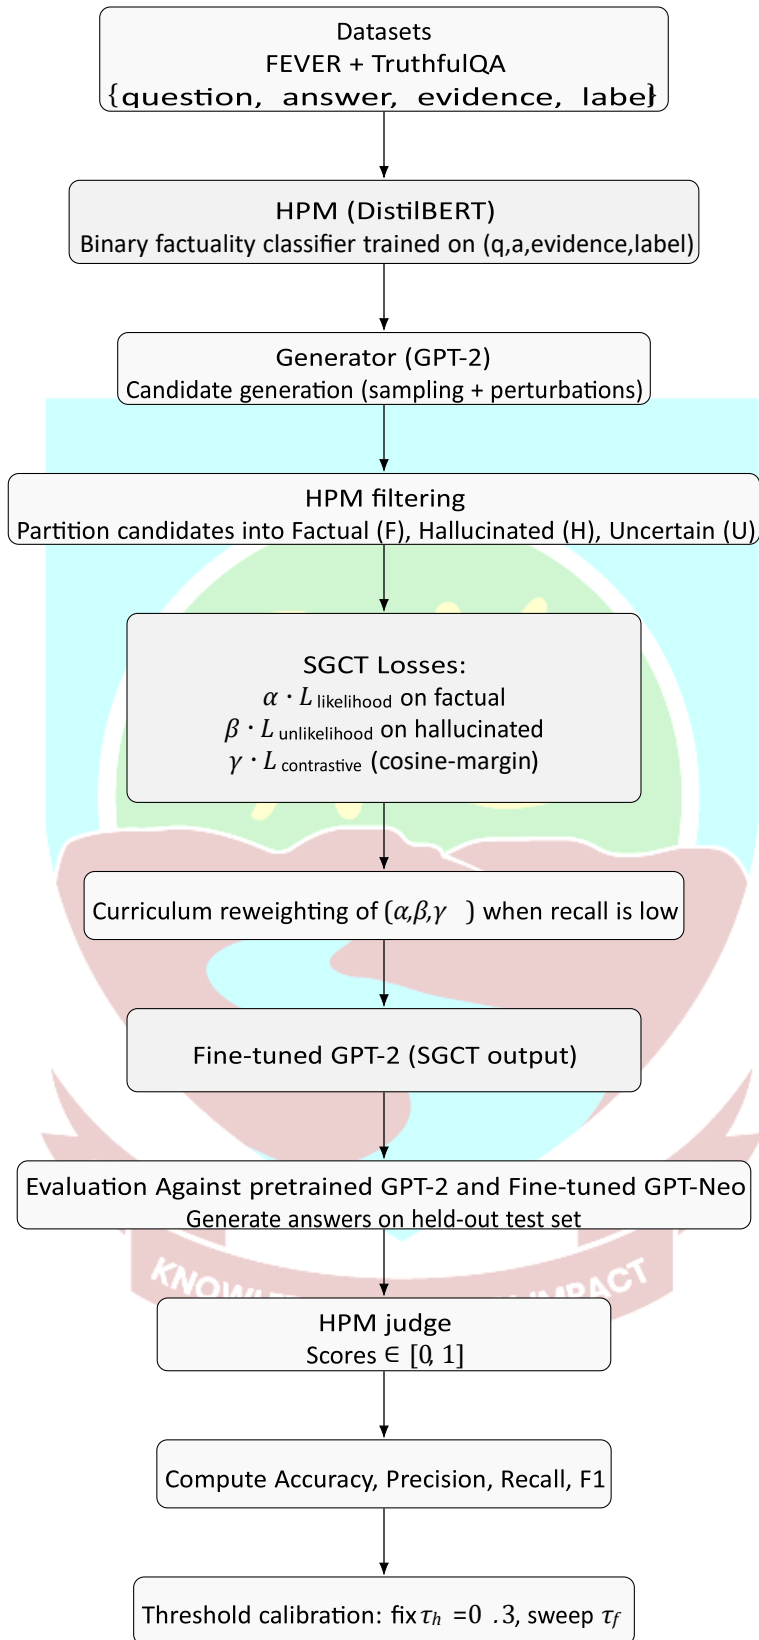 Datasets
FEVER + TruthfulQA
{question, answer, evidence, label}
HPM (DistilBERT)
Binary factuality classifier trained on (q,a,evidence,label)
Generator (GPT-2)
Candidate generation (sampling + perturbations)
HPM filtering
Partition candidates into Factual (F), Hallucinated (H), Uncertain (U)
SGCT Losses:
α · L likelihood on factual
β · L unlikelihood on hallucinated
γ · L contrastive (cosine-margin)
Curriculum reweighting of (α,β,γ ) when recall is low
Fine-tuned GPT-2 (SGCT output)
Evaluation Against pretrained GPT-2 and Fine-tuned GPT-Neo
Generate answers on held-out test set
IMPACT
HPM judge
Scores ∈ [0, 1]
Compute Accuracy, Precision, Recall, F1
Threshold calibration: fix τh =0 .3, sweep τf